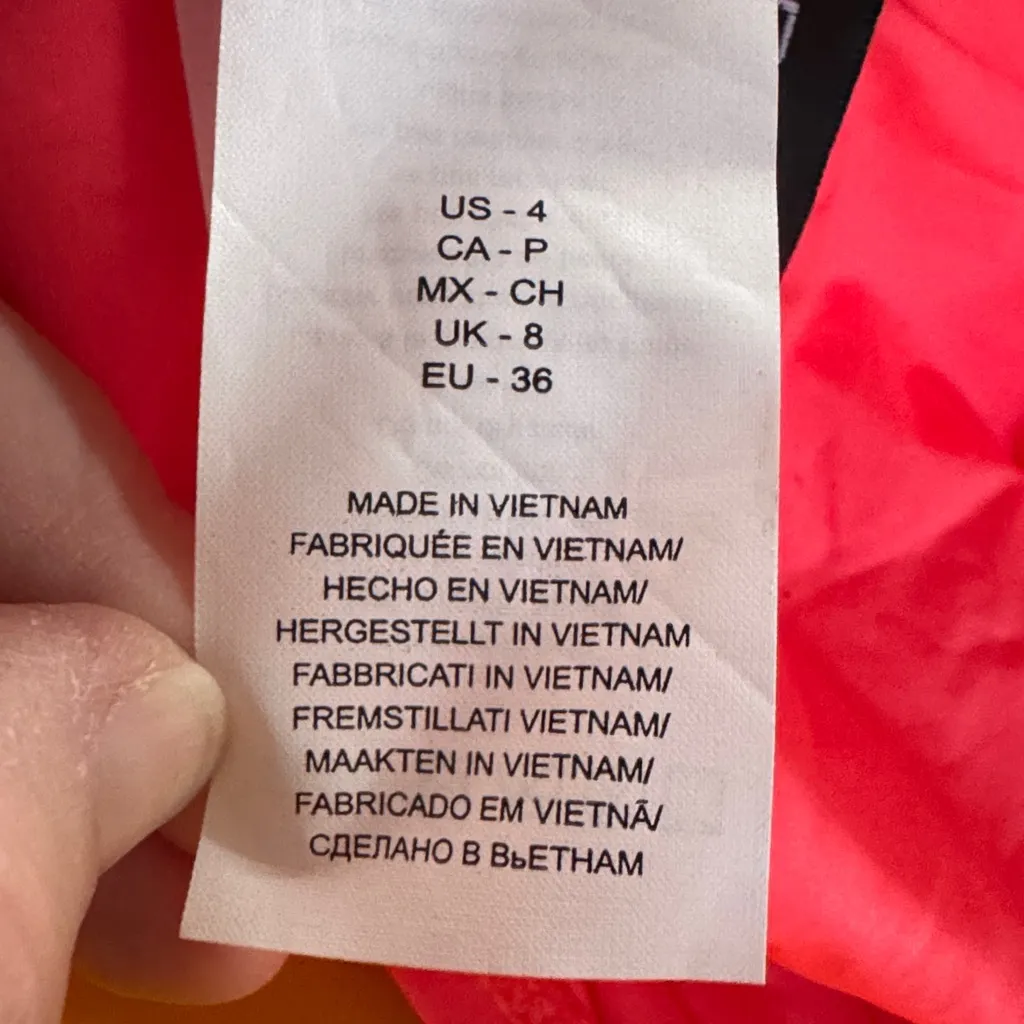 US - 4
CA - P
MX - CH
UK - 8
EU - 36
MADE IN VIETNAM
FABRIQUÉE EN VIETNAM/
HECHO EN VIETNAM/
HERGESTELLT IN VIETNAM
FABBRICATI IN VIETNAM/
FREMSTILLATI VIETNAM/
MAAKTEN IN VIETNAM/
FABRICADO EM VIETNÃ/
СДЕЛАНО В ВьЕТНАМ